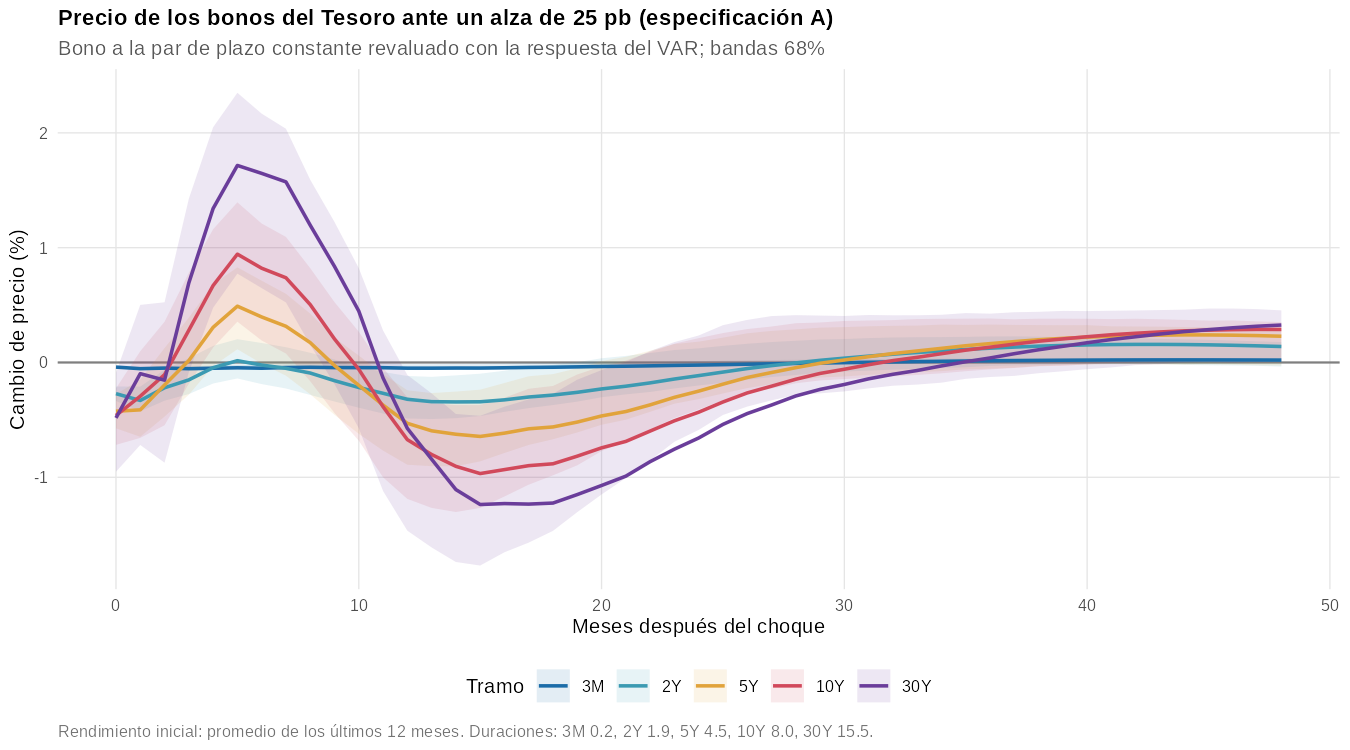 Precio de los bonos del Tesoro ante un alza de 25 pb (especificación A)
Bono a la par de plazo constante revaluado con la respuesta del VAR; bandas 68%
Cambio de precio (%)
2
1
0
-1
0 10 20 30 40 50
Meses después del choque
Tramo 3M 2Y 5Y 10Y 30Y
Rendimiento inicial: promedio de los últimos 12 meses. Duraciones: 3M 0.2, 2Y 1.9, 5Y 4.5, 10Y 8.0, 30Y 15.5.